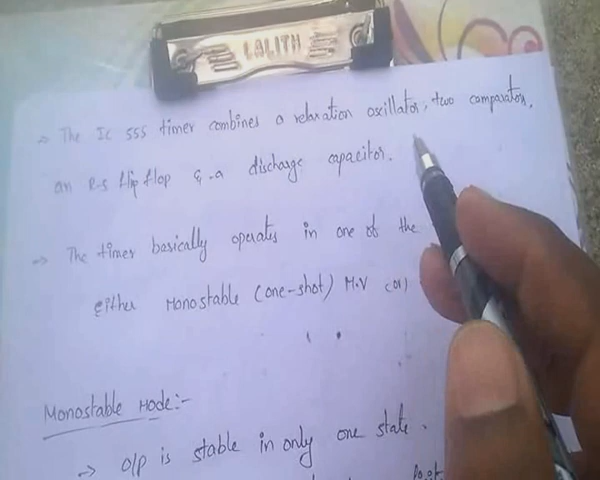 LALITH
→ The Ic 555 timer combines a relaxation oscillator, two comparators,
an R-S flip flop & a discharge capacitor.
→ The timer basically operates in one of the
either Monostable (one-shot) M.V (or)
Monostable Mode:-
→ O/P is stable in only one state.